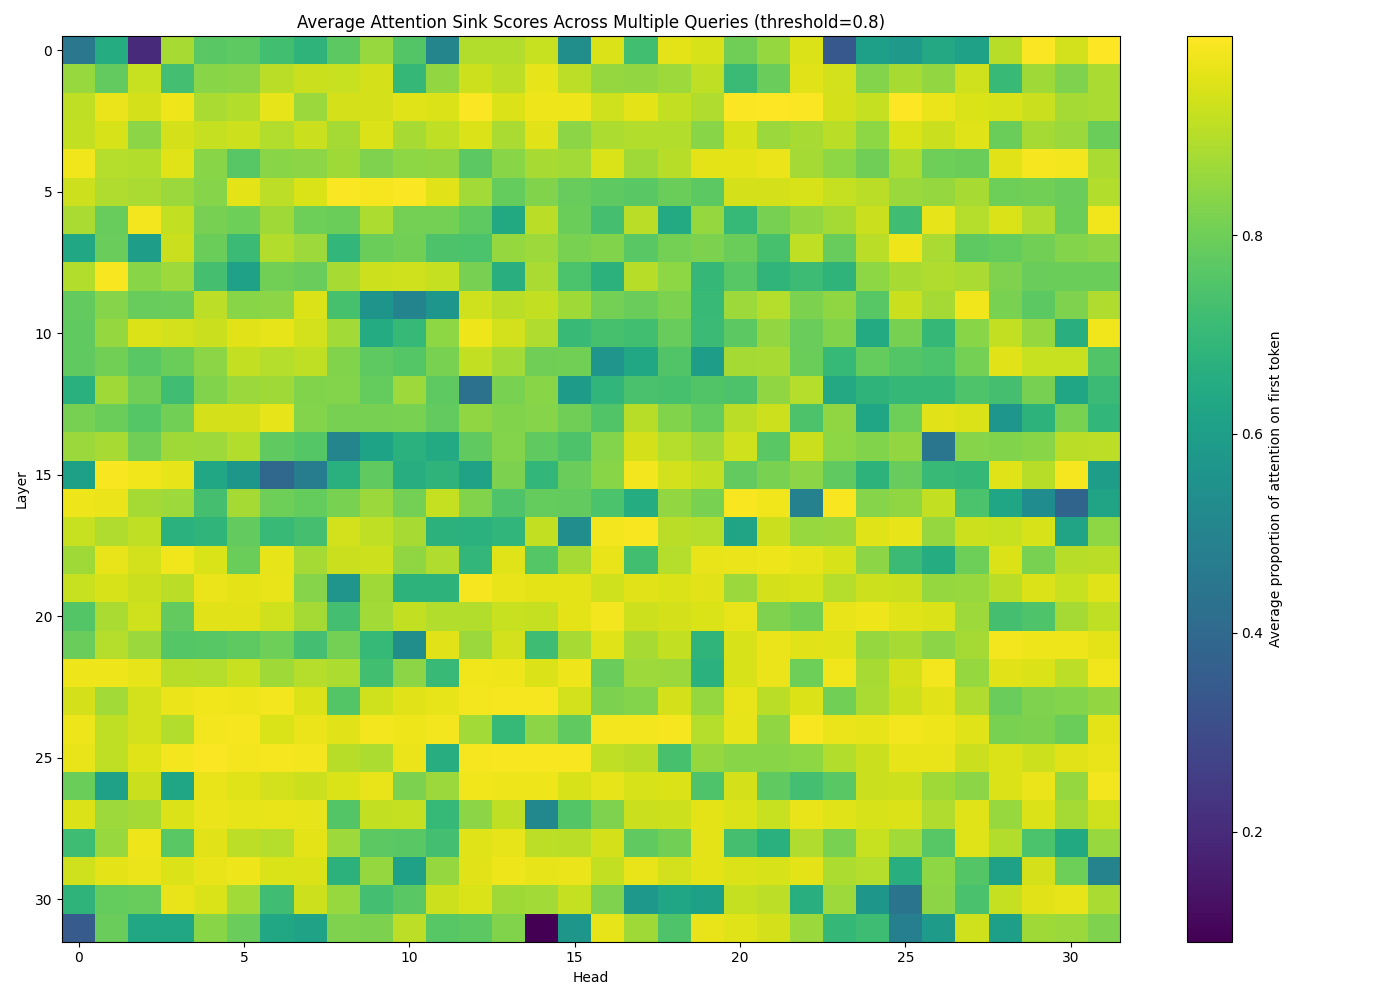 Average Attention Sink Scores Across Multiple Queries (threshold=0.8)
0
5
10
15
20
25
30
Layer
0 5 10 15 20 25 30
Head
0.8
0.6
0.4
0.2
Average proportion of attention on first token